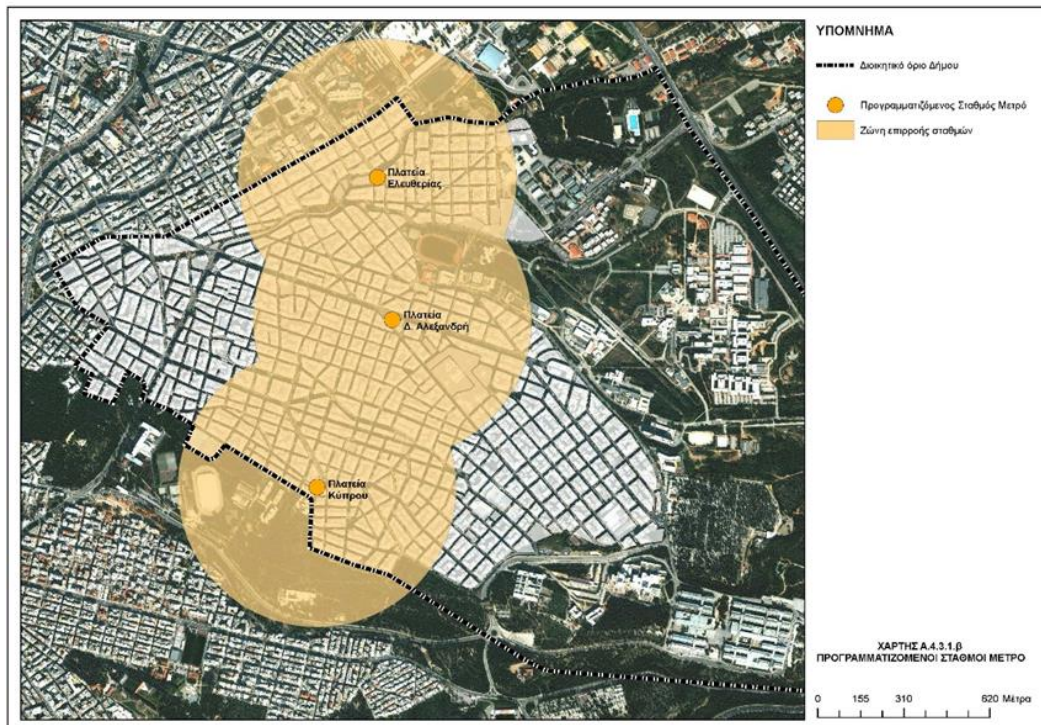 ΥΠΟΜΝΗΜΑ
Διοικητικό όριο Δήμου
Προγραμματιζόμενος Σταθμός Μετρό
Ζώνη επιρροής σταθμών
Πλατεία
Ελευθερίας
Πλατεία
Δ. Αλεξανδρή
Πλατεία
Κύπρου
ΧΑΡΤΗΣ Α.4.3.1.β
ΠΡΟΓΡΑΜΜΑΤΙΖΟΜΕΝΟΙ ΣΤΑΘΜΟΙ ΜΕΤΡΟ
0 155 310 620 Μέτρα